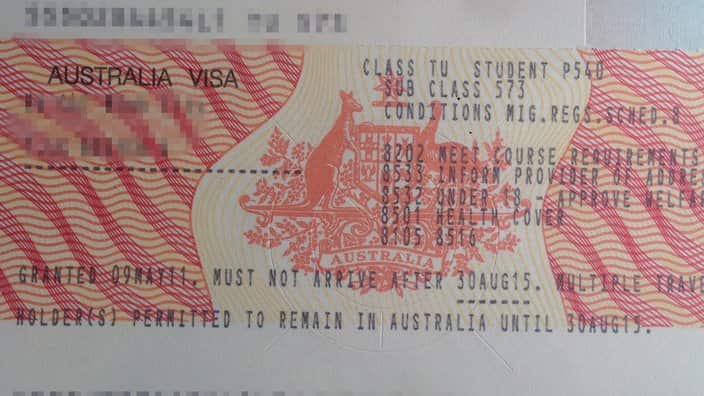 AUSTRALIA VISA
CLASS TU STUDENT P540
SUB CLASS 573
CONDITIONS MIG.REGS.SCHED.8
8202 MEET COURSE REQUIREMENTS
8533 INFORM PROVIDER OF ADDRE
8532 UNDER 18 - APPROVE WELFA
8501 HEALTH COVER
8105 8516
AUSTRALIA
GRANTED 09MAY11. MUST NOT ARRIVE AFTER 30AUG15. MULTIPLE TRAVE
HOLDER(S) PERMITTED TO REMAIN IN AUSTRALIA UNTIL 30AUG15.